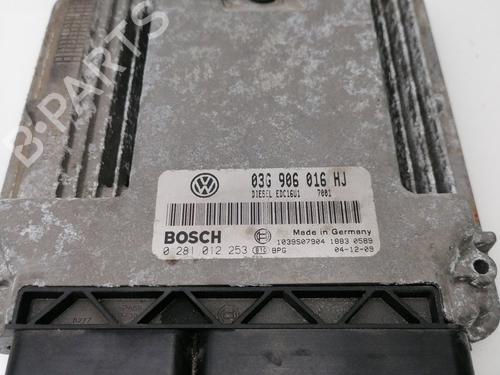 B-PARTS
03G 906 016 HJ
DIESEL EDC16U1 7001
BOSCH
Made in Germany
1039S07904 1883 0589
0 281 012 253 BPG 04-12-09